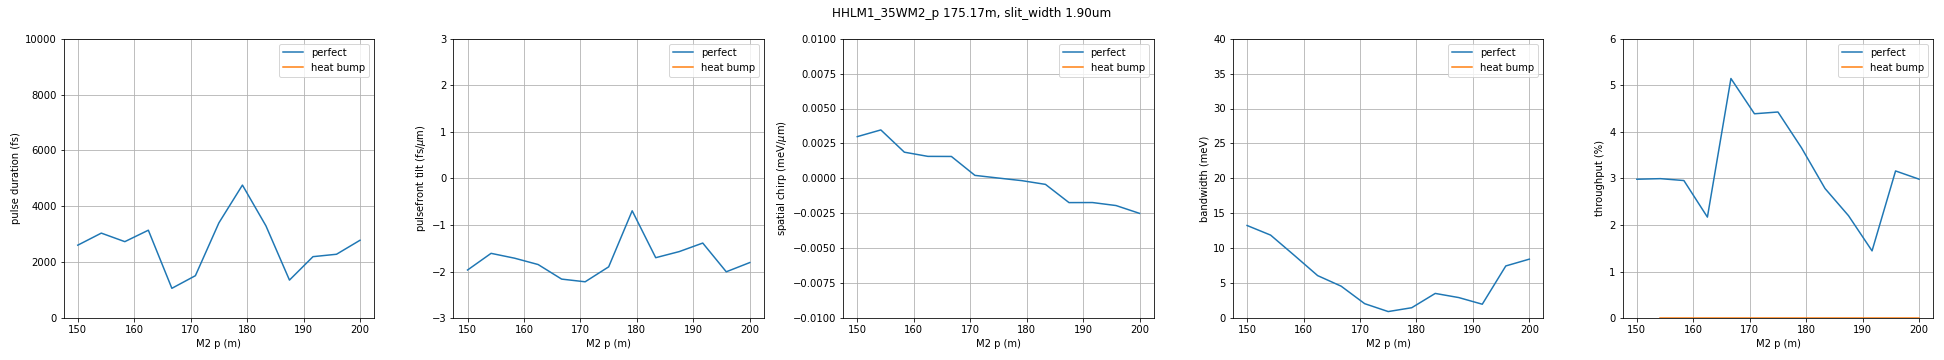 HHLM1_35WM2_p 175.17m, slit_width 1.90um
pulse duration (fs)
10000
8000
6000
4000
2000
0
150 160 170 180 190 200
M2 p (m)
perfect
heat bump
pulsefront tilt (fs/μm)
3
2
1
0
−1
−2
−3
150 160 170 180 190 200
M2 p (m)
perfect
heat bump
spatial chirp (meV/μm)
0.0100
0.0075
0.0050
0.0025
0.0000
−0.0025
−0.0050
−0.0075
−0.0100
150 160 170 180 190 200
M2 p (m)
perfect
heat bump
bandwidth (meV)
40
35
30
25
20
15
10
5
0
150 160 170 180 190 200
M2 p (m)
perfect
heat bump
throughput (%)
6
5
4
3
2
1
0
150 160 170 180 190 200
M2 p (m)
perfect
heat bump